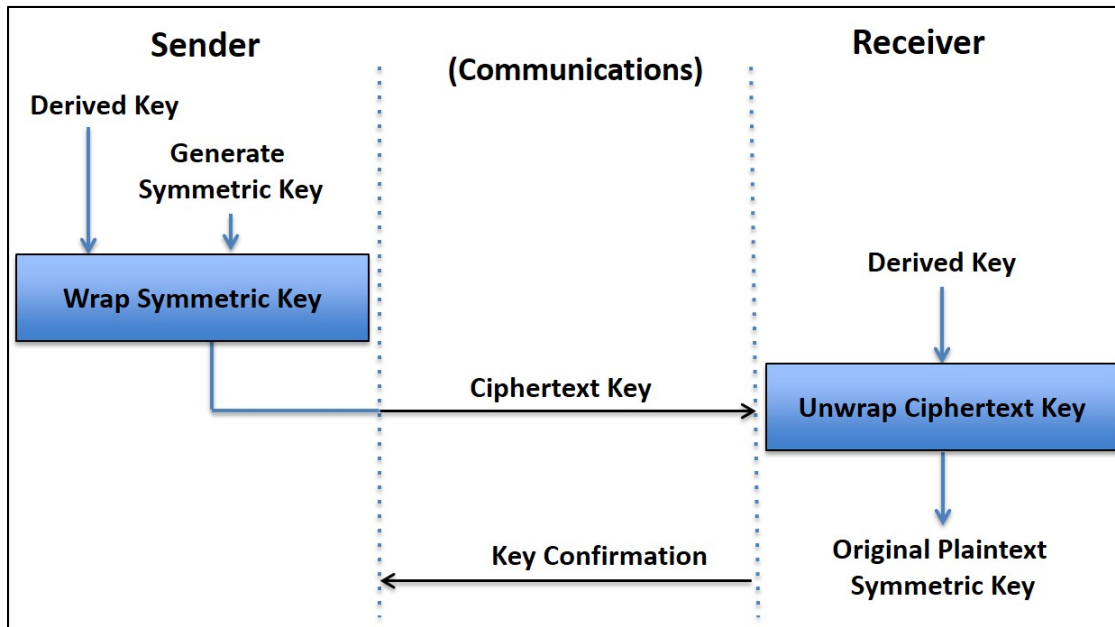 Sender
(Communications)
Receiver
Derived Key
Generate
Symmetric Key
Wrap Symmetric Key
Derived Key
Ciphertext Key
Unwrap Ciphertext Key
Key Confirmation
Original Plaintext
Symmetric Key